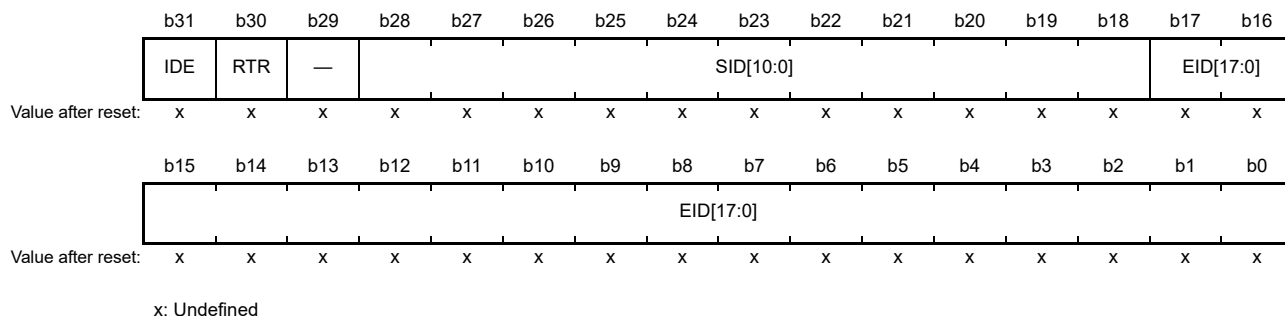 b31 b30 b29 b28 b27 b26 b25 b24 b23 b22 b21 b20 b19 b18 b17 b16
IDE RTR — SID[10:0] EID[17:0]
Value after reset: x x x x x x x x x x x x x x x x
b15 b14 b13 b12 b11 b10 b9 b8 b7 b6 b5 b4 b3 b2 b1 b0
EID[17:0]
Value after reset: x x x x x x x x x x x x x x x x
x: Undefined